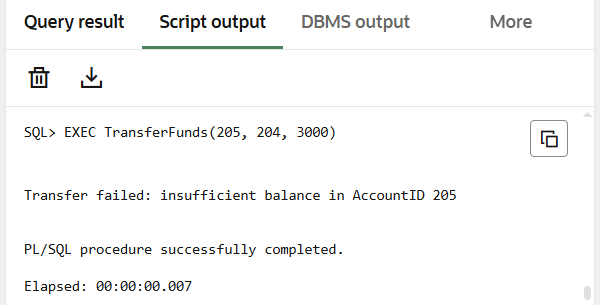 Query result Script output DBMS output More
SQL> EXEC TransferFunds(205, 204, 3000)
Transfer failed: insufficient balance in AccountID 205
PL/SQL procedure successfully completed.
Elapsed: 00:00:00.007